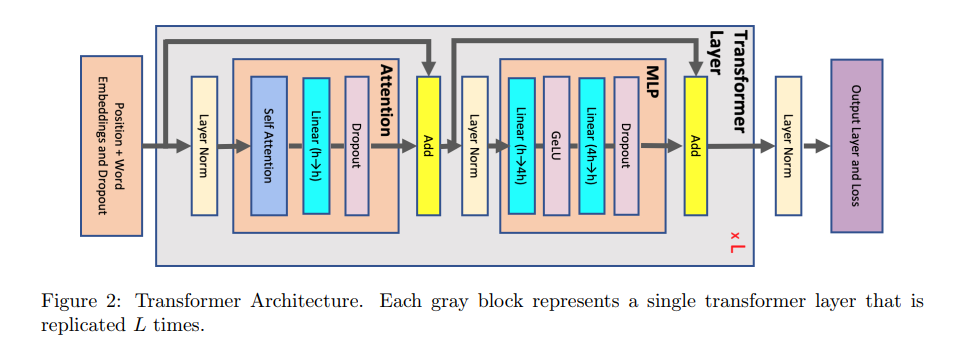 Position + Word
Embeddings and Dropout
Layer Norm
Self Attention
Linear (h→h)
Dropout
Attention
Add
Layer Norm
Linear (h→4h)
GeLU
Linear (4h→h)
Dropout
MLP
Add
Transformer
Layer
x L
Layer Norm
Output Layer and Loss
Figure 2: Transformer Architecture. Each gray block represents a single transformer layer that is
replicated L times.